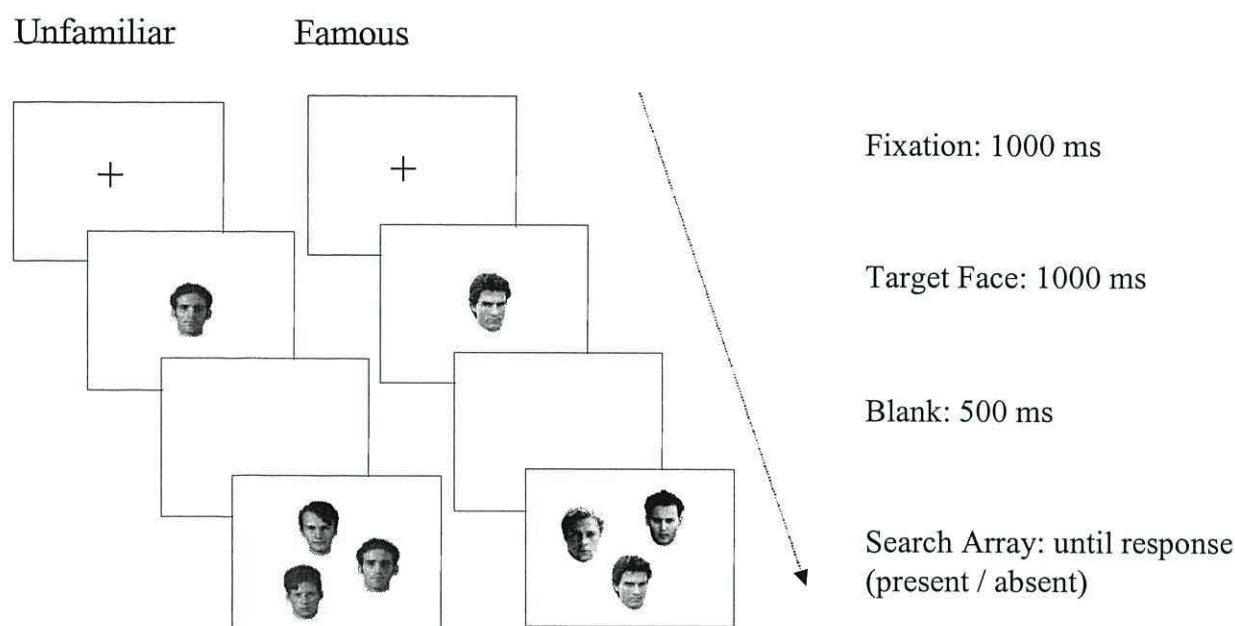 Unfamiliar
Famous
Fixation: 1000 ms
Target Face: 1000 ms
Blank: 500 ms
Search Array: until response
(present / absent)